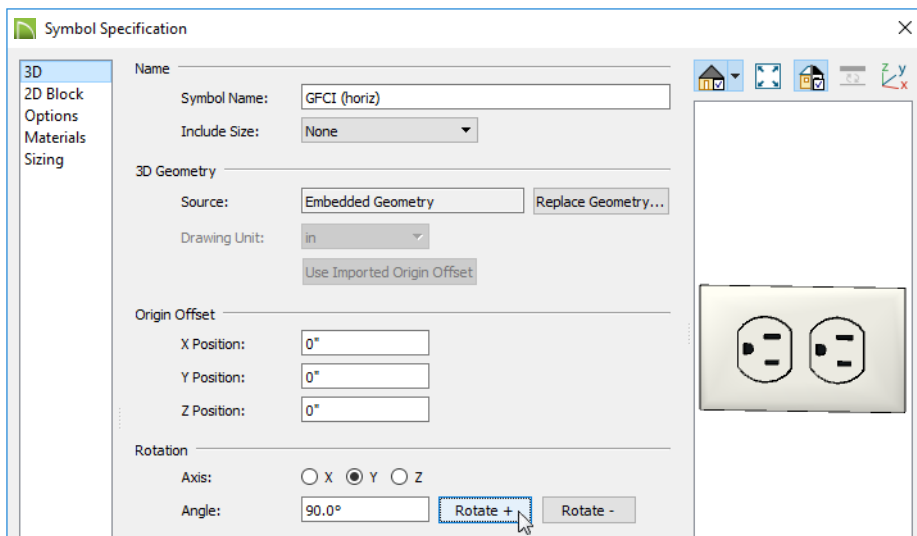 Symbol Specification
3D
2D Block
Options
Materials
Sizing
Name
Symbol Name: GFCI (horiz)
Include Size: None
3D Geometry
Source: Embedded Geometry Replace Geometry...
Drawing Unit: in
Use Imported Origin Offset
Origin Offset
X Position: 0"
Y Position: 0"
Z Position: 0"
Rotation
Axis: X Y Z
Angle: 90.0° Rotate + Rotate -
z y
x